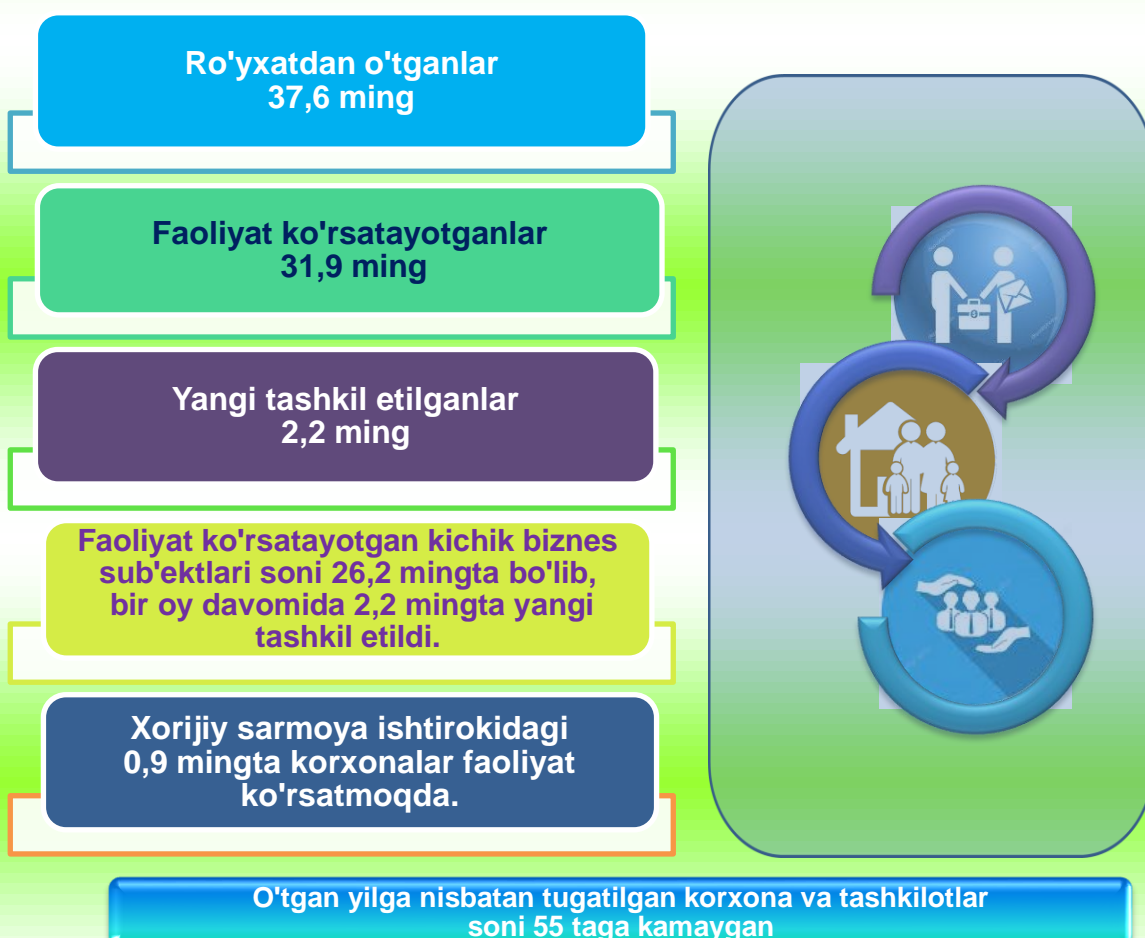 Ro'yxatdan o'tganlar
37,6 ming
Faoliyat ko'rsatayotganlar
31,9 ming
Yangi tashkil etilganlar
2,2 ming
Faoliyat ko'rsatayotgan kichik biznes
sub'ektlari soni 26,2 mingta bo'lib,
bir oy davomida 2,2 mingta yangi
tashkil etildi.
Xorijiy sarmoya ishtirokidagi
0,9 mingta korxonalar faoliyat
ko'rsatmoqda.
O'tgan yilga nisbatan tugatilgan korxona va tashkilotlar
soni 55 taga kamaygan